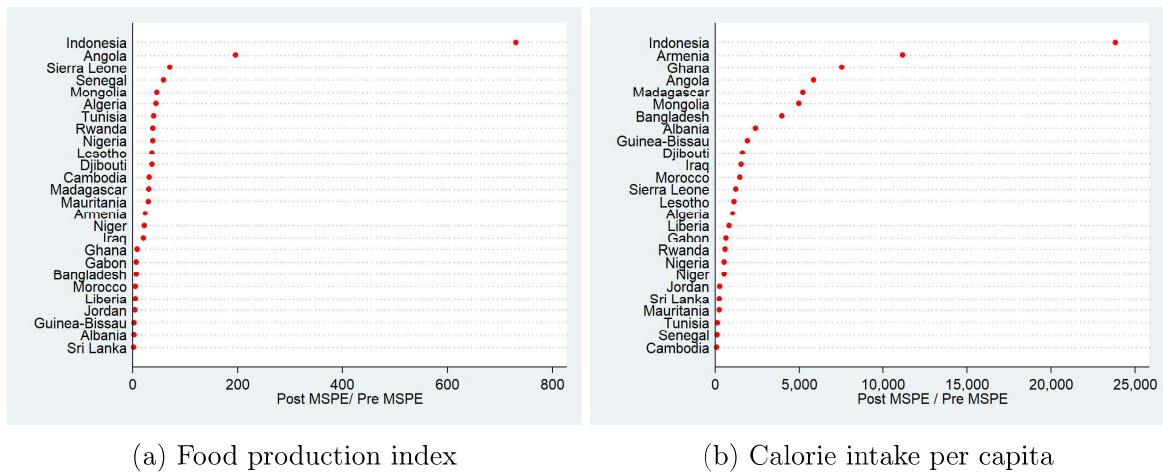 Indonesia
Angola
Sierra Leone
Senegal
Mongolia
Algeria
Tunisia
Rwanda
Nigeria
Lesotho
Djibouti
Cambodia
Madagascar
Mauritania
Armenia
Niger
Iraq
Ghana
Gabon
Bangladesh
Morocco
Liberia
Jordan
Guinea-Bissau
Albania
Sri Lanka
0 200 400 600 800
Post MSPE/ Pre MSPE
(a) Food production index
Indonesia
Armenia
Ghana
Angola
Madagascar
Mongolia
Bangladesh
Albania
Guinea-Bissau
Djibouti
Iraq
Morocco
Sierra Leone
Lesotho
Algeria
Liberia
Gabon
Rwanda
Nigeria
Niger
Jordan
Sri Lanka
Mauritania
Tunisia
Senegal
Cambodia
0 5,000 10,000 15,000 20,000 25,000
Post MSPE / Pre MSPE
(b) Calorie intake per capita